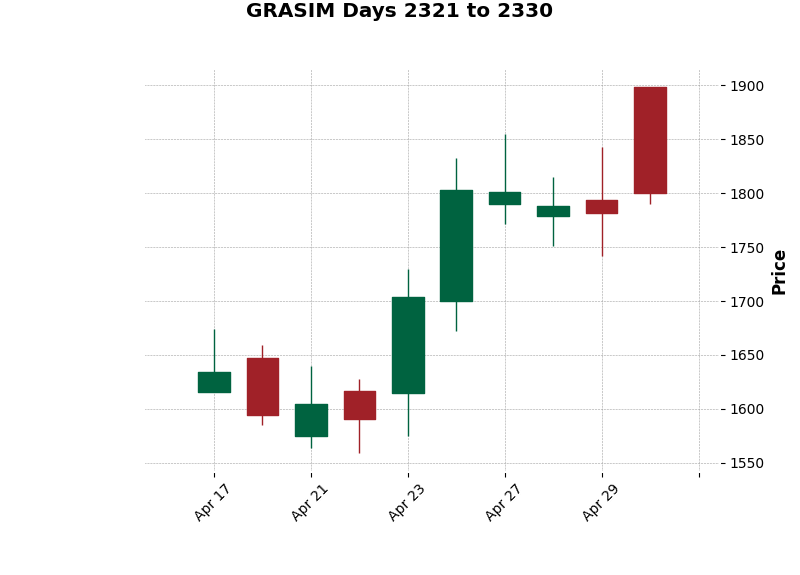 GRASIM Days 2321 to 2330
1900
1850
1800
1750
1700
1650
1600
1550
Price
Apr 17
Apr 21
Apr 23
Apr 27
Apr 29